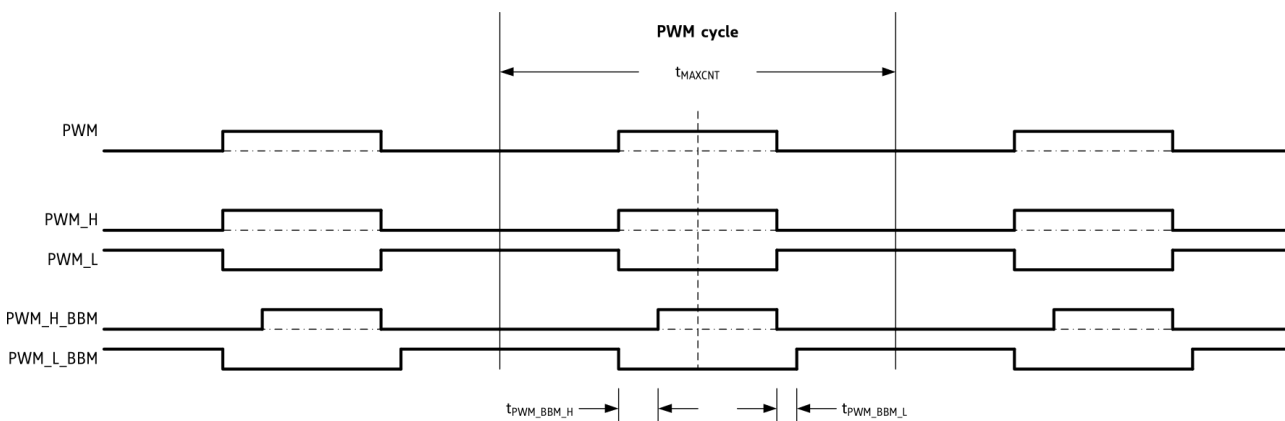 PWM cycle
tMAXCNT
PWM
PWM_H
PWM_L
PWM_H_BBM
PWM_L_BBM
tPWM_BBM_H
tPWM_BBM_L